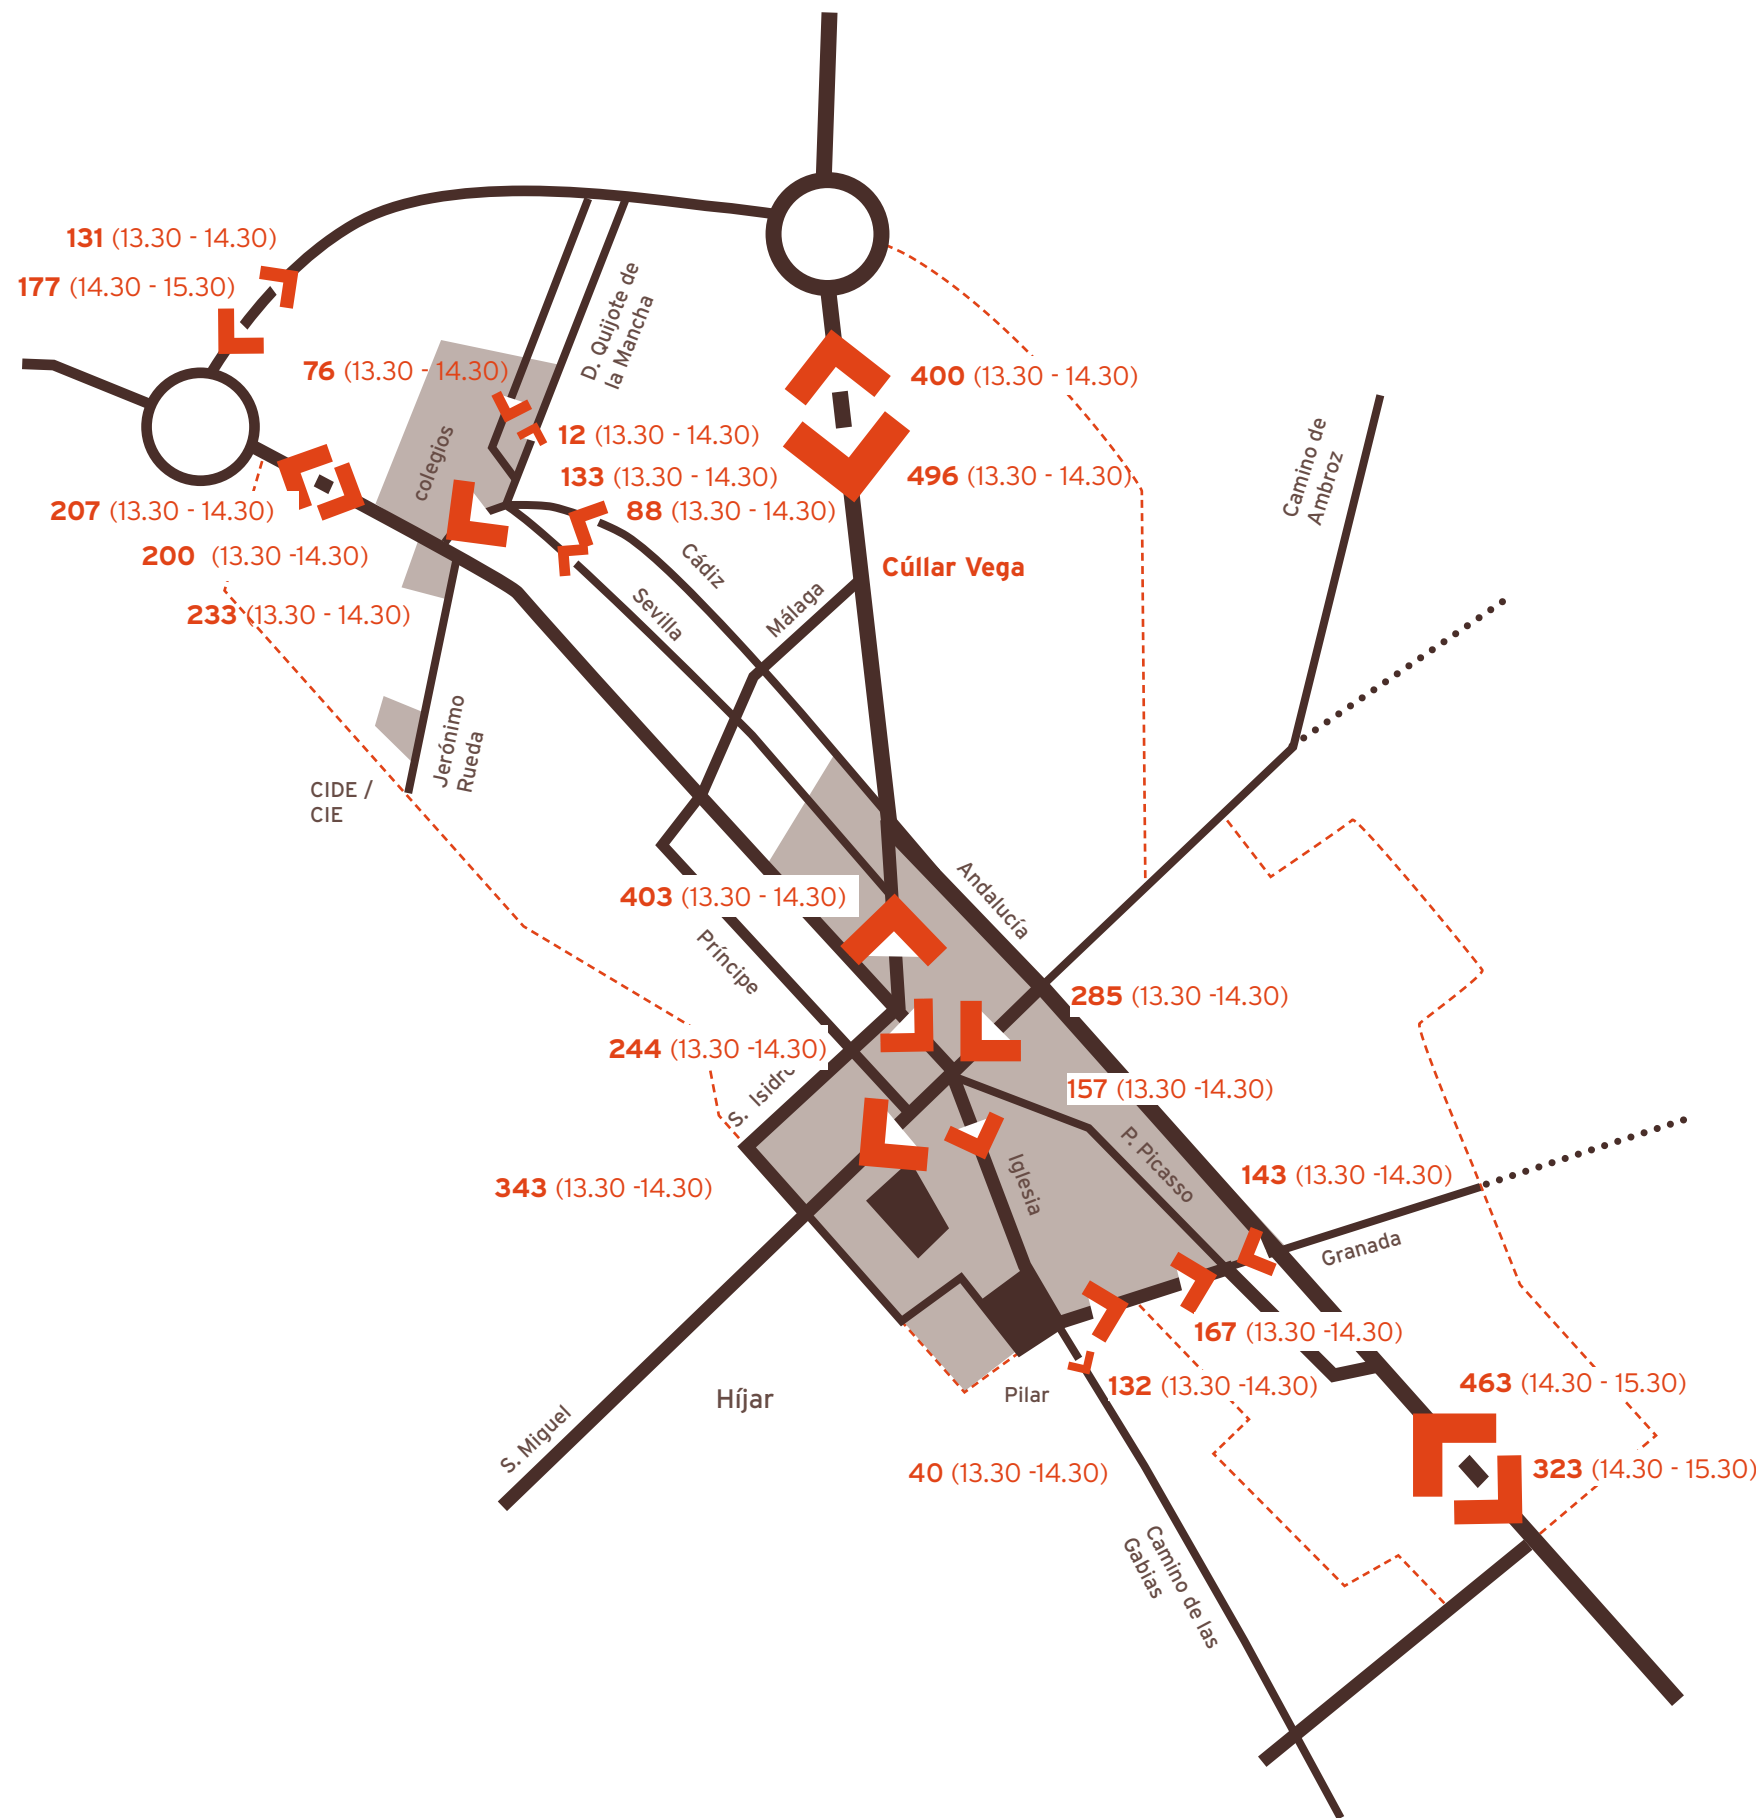 131 (13.30 - 14.30)
177 (14.30 - 15.30)
D. Quijote de
la Mancha
76 (13.30 - 14.30)
400 (13.30 - 14.30)
12 (13.30 - 14.30)
colegios
133 (13.30 - 14.30)
496 (13.30 - 14.30)
Camino de
Ambroz
207 (13.30 - 14.30)
88 (13.30 - 14.30)
200 (13.30 -14.30)
Cádiz
Cúllar Vega
233 (13.30 - 14.30)
Sevilla
Málaga
Jerónimo
Rueda
CIDE /
CIE
403 (13.30 - 14.30)
Andalucía
Príncipe
285 (13.30 -14.30)
244 (13.30 -14.30)
S. Isidro
157 (13.30 -14.30)
P. Picasso
343 (13.30 -14.30)
Iglesia
143 (13.30 -14.30)
Granada
167 (13.30 -14.30)
Híjar
Pilar
132 (13.30 -14.30)
463 (14.30 - 15.30)
S. Miguel
40 (13.30 -14.30)
323 (14.30 - 15.30)
Camino de las
Gabias